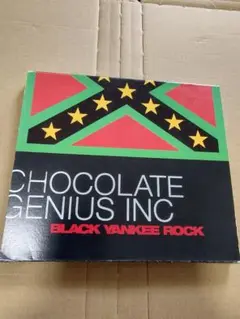 CHOCOLATE
GENIUS INC
BLACK YANKEE ROCK